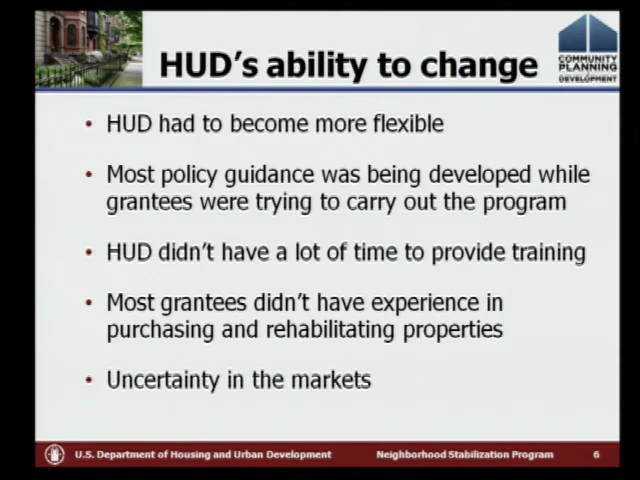 HUD's ability to change
COMMUNITY
PLANNING
DEVELOPMENT
• HUD had to become more flexible
• Most policy guidance was being developed while
grantees were trying to carry out the program
• HUD didn't have a lot of time to provide training
• Most grantees didn't have experience in
purchasing and rehabilitating properties
• Uncertainty in the markets
U.S. Department of Housing and Urban Development Neighborhood Stabilization Program 6